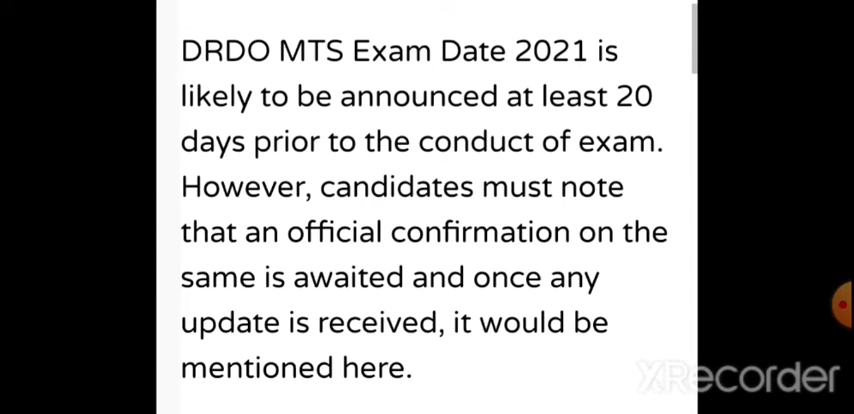 DRDO MTS Exam Date 2021 is
likely to be announced at least 20
days prior to the conduct of exam.
However, candidates must note
that an official confirmation on the
same is awaited and once any
update is received, it would be
mentioned here.
XRecorder